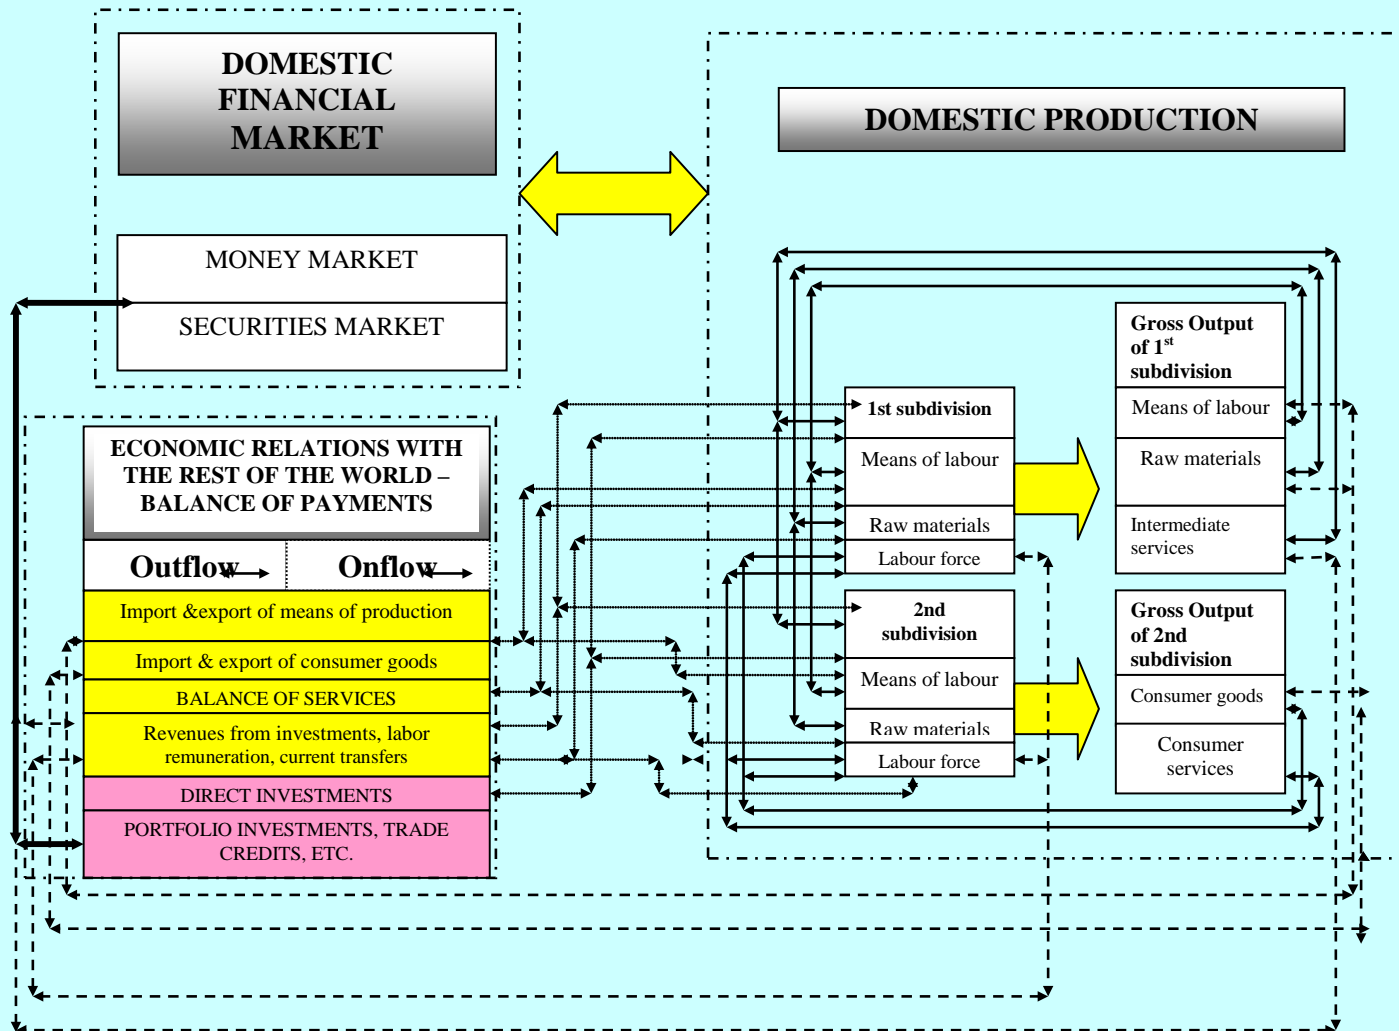 DOMESTIC
FINANCIAL
MARKET
DOMESTIC PRODUCTION
MONEY MARKET
SECURITIES MARKET
ECONOMIC RELATIONS WITH
THE REST OF THE WORLD –
BALANCE OF PAYMENTS
Outflow
Onflow
Import &export of means of production
Import & export of consumer goods
BALANCE OF SERVICES
Revenues from investments, labor
remuneration, current transfers
DIRECT INVESTMENTS
PORTFOLIO INVESTMENTS, TRADE
CREDITS, ETC.
1st subdivision
Means of labour
Raw materials
Labour force
2nd
subdivision
Means of labour
Raw materials
Labour force
Gross Output
of 1st
subdivision
Means of labour
Raw materials
Intermediate
services
Gross Output
of 2nd
subdivision
Consumer goods
Consumer
services